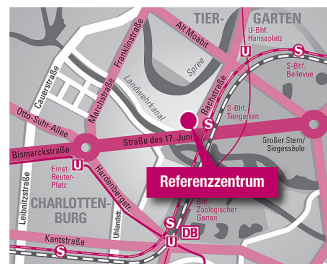 TIER-
GARTEN
Alt Moabit
U-Bhf.
Hansaplatz
U
S
S-Bhf.
Bellevue
Spree
Franklinstraße
Marchstraße
Cauerstraße
Landwehrkanal
Bachstraße
S-Bhf.
Tiergarten
S
Otto-Suhr-Allee
Straße des 17. Juni
Großer Stern/
Siegessäule
Bismarckstraße
U
Ernst-
Reuter-
Platz
Hardenbergstr.
Referenzzentrum
Leibnitzstraße
CHARLOTTEN-
BURG
Uhlandstr.
Bhf.
Zoologischer
Garten
S
U
DB
Kantstraße
S